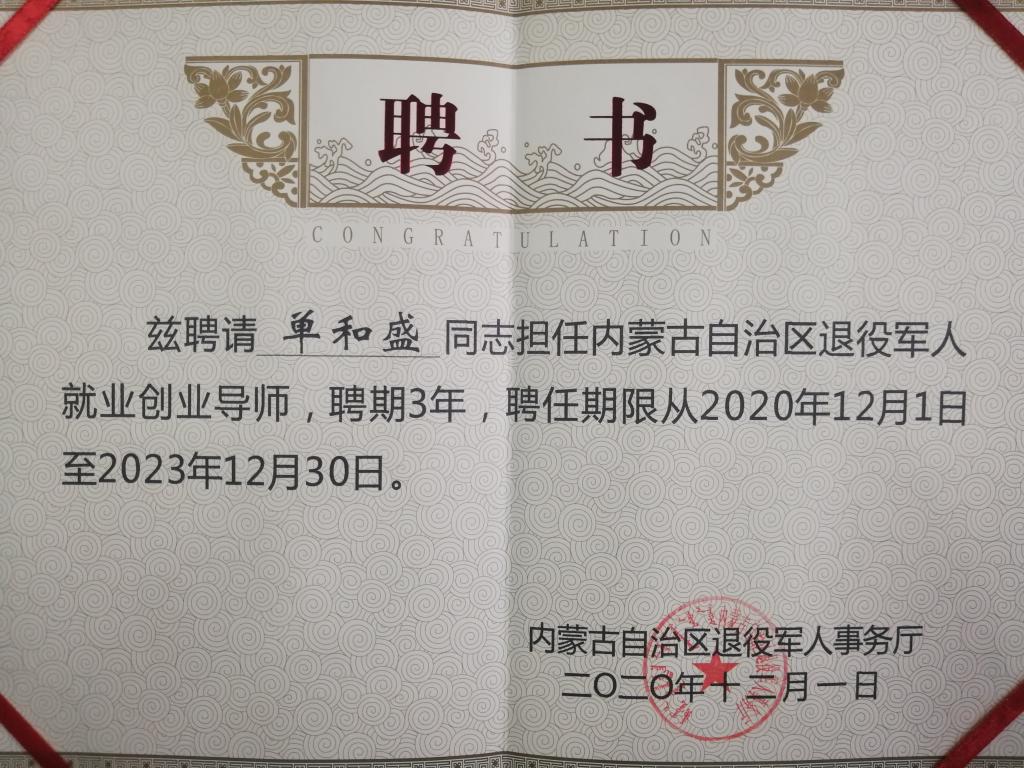 聘 书
CONGRATULATION
兹聘请 单和盛 同志担任内蒙古自治区退役军人
就业创业导师，聘期3年，聘任期限从2020年12月1日
至2023年12月30日。
内蒙古自治区退役军人事务厅
二〇二〇年十二月一日